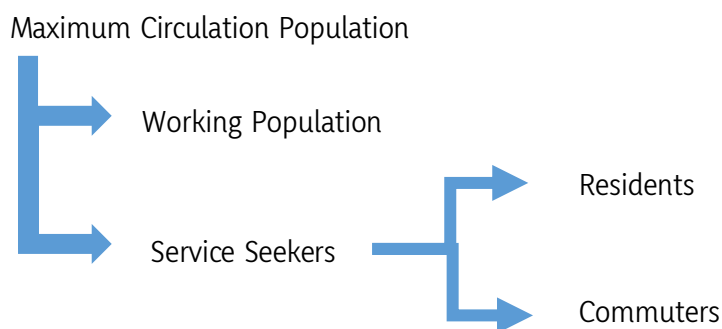 Maximum Circulation Population
Working Population
Service Seekers
Residents
Commuters